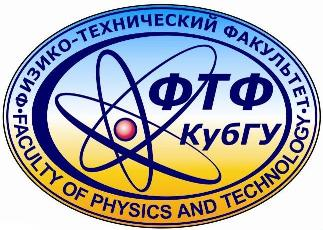 ФИЗИКО-ТЕХНИЧЕСКИЙ ФАКУЛЬТЕТ
ФТФ
КубГУ
FACULTY OF PHYSICS AND TECHNOLOGY